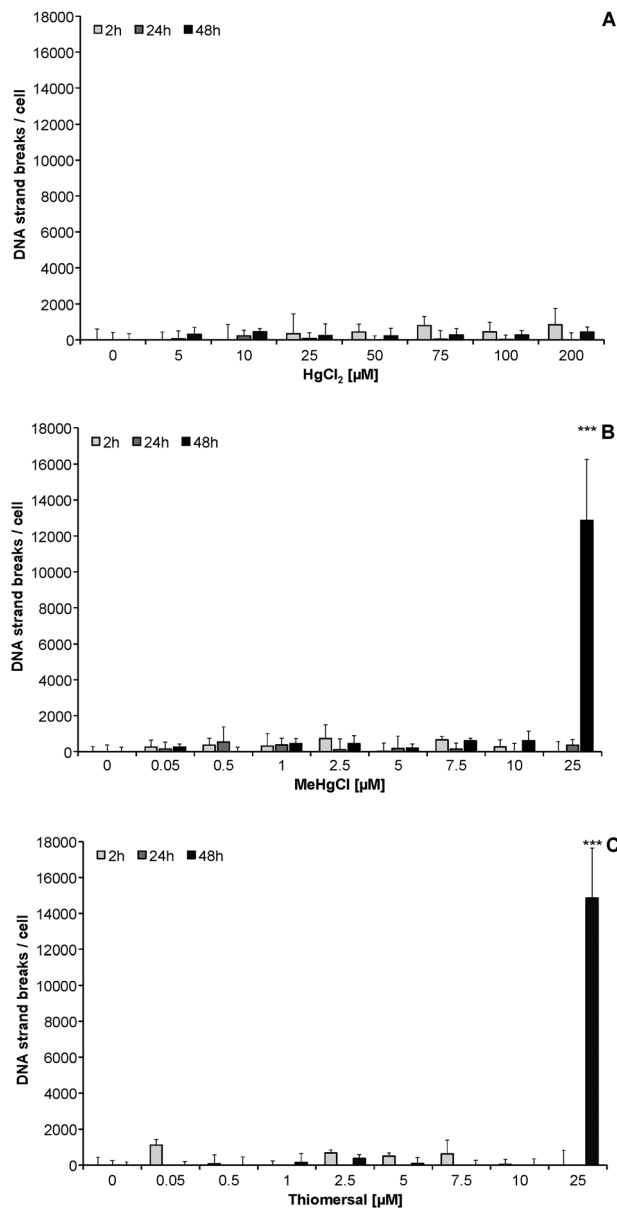 A
2h 24h 48h
18000
16000
14000
12000
10000
8000
6000
4000
2000
0
DNA strand breaks / cell
0 5 10 25 50 75 100 200
HgCl₂ [µM]
*** B
2h 24h 48h
18000
16000
14000
12000
10000
8000
6000
4000
2000
0
DNA strand breaks / cell
0 0.05 0.5 1 2.5 5 7.5 10 25
MeHgCl [µM]
*** C
2h 24h 48h
18000
16000
14000
12000
10000
8000
6000
4000
2000
0
DNA strand breaks / cell
0 0.05 0.5 1 2.5 5 7.5 10 25
Thiomersal [µM]